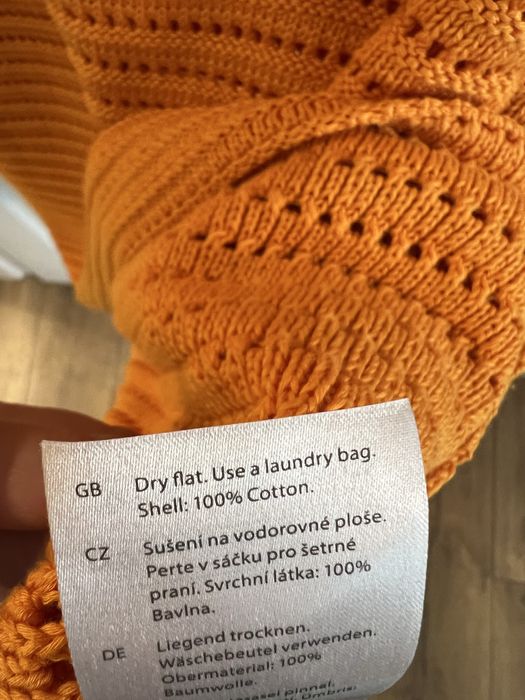 GB Dry flat. Use a laundry bag.
Shell: 100% Cotton.
CZ Sušení na vodorovné ploše.
Perte v sáčku pro šetrné
praní. Svrchní látka: 100%
Bavlna.
DE Liegend trocknen.
Wäschebeutel verwenden.
Obermaterial: 100%
Baumwolle.
pinnal.